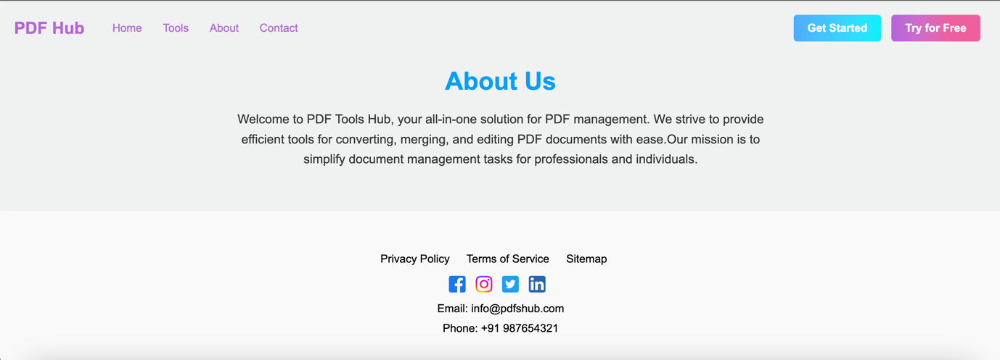 PDF Hub Home Tools About Contact Get Started Try for Free
About Us
Welcome to PDF Tools Hub, your all-in-one solution for PDF management. We strive to provide
efficient tools for converting, merging, and editing PDF documents with ease.Our mission is to
simplify document management tasks for professionals and individuals.
Privacy Policy Terms of Service Sitemap
Email: info@pdfshub.com
Phone: +91 987654321